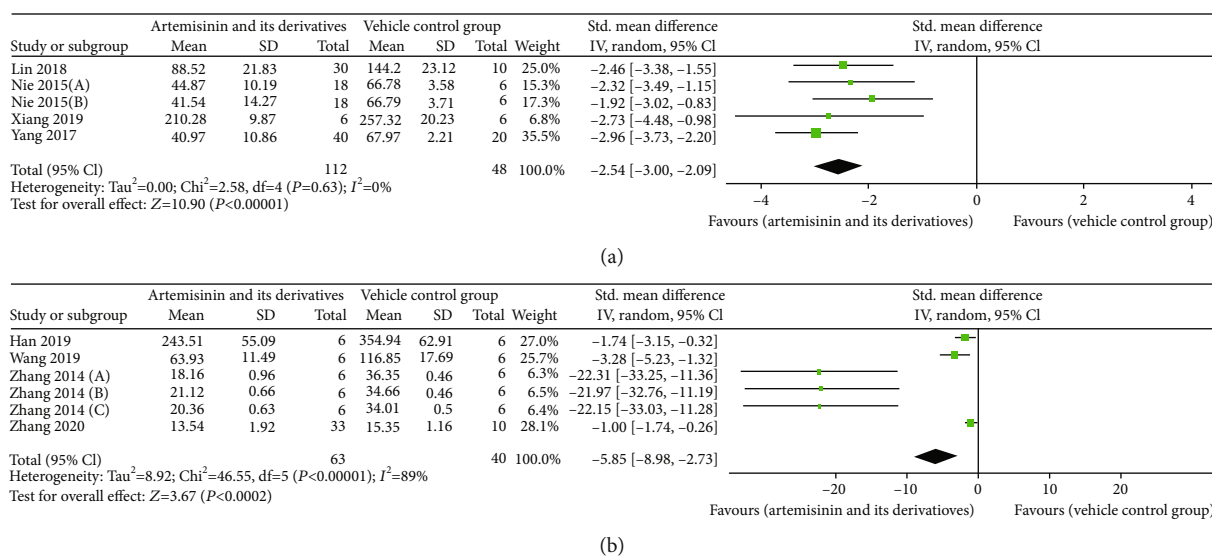 Artemisinin and its derivatives Vehicle control group Std. mean difference Std. mean difference
Study or subgroup Mean SD Total Mean SD Total Weight IV, random, 95% CI IV, random, 95% CI
Lin 2018 88.52 21.83 30 144.2 23.12 10 25.0% −2.46 [−3.38, −1.55]
Nie 2015(A) 44.87 10.19 18 66.78 3.58 6 15.3% −2.32 [−3.49, −1.15]
Nie 2015(B) 41.54 14.27 18 66.79 3.71 6 17.3% −1.92 [−3.02, −0.83]
Xiang 2019 210.28 9.87 6 257.32 20.23 6 6.8% −2.73 [−4.48, −0.98]
Yang 2017 40.97 10.86 40 67.97 2.21 20 35.5% −2.96 [−3.73, −2.20]
Total (95% CI) 112 48 100.0% −2.54 [−3.00, −2.09]
Heterogeneity: Tau²=0.00; Chi²=2.58, df=4 (P=0.63); I²=0%
Test for overall effect: Z=10.90 (P<0.00001)
−4 −2 0 2 4
Favours (artemisinin and its derivatioves) Favours (vehicle control group)
(a)
Artemisinin and its derivatives Vehicle control group Std. mean difference Std. mean difference
Study or subgroup Mean SD Total Mean SD Total Weight IV, random, 95% CI IV, random, 95% CI
Han 2019 243.51 55.09 6 354.94 62.91 6 27.0% −1.74 [−3.15, −0.32]
Wang 2019 63.93 11.49 6 116.85 17.69 6 25.7% −3.28 [−5.23, −1.32]
Zhang 2014 (A) 18.16 0.96 6 36.35 0.46 6 6.3% −22.31 [−33.25, −11.36]
Zhang 2014 (B) 21.12 0.66 6 34.66 0.46 6 6.5% −21.97 [−32.76, −11.19]
Zhang 2014 (C) 20.36 0.63 6 34.01 0.5 6 6.4% −22.15 [−33.03, −11.28]
Zhang 2020 13.54 1.92 33 15.35 1.16 10 28.1% −1.00 [−1.74, −0.26]
Total (95% CI) 63 40 100.0% −5.85 [−8.98, −2.73]
Heterogeneity: Tau²=8.92; Chi²=46.55, df=5 (P<0.00001); I²=89%
Test for overall effect: Z=3.67 (P<0.0002)
−20 −10 0 10 20
Favours (artemisinin and its derivatioves) Favours (vehicle control group)
(b)